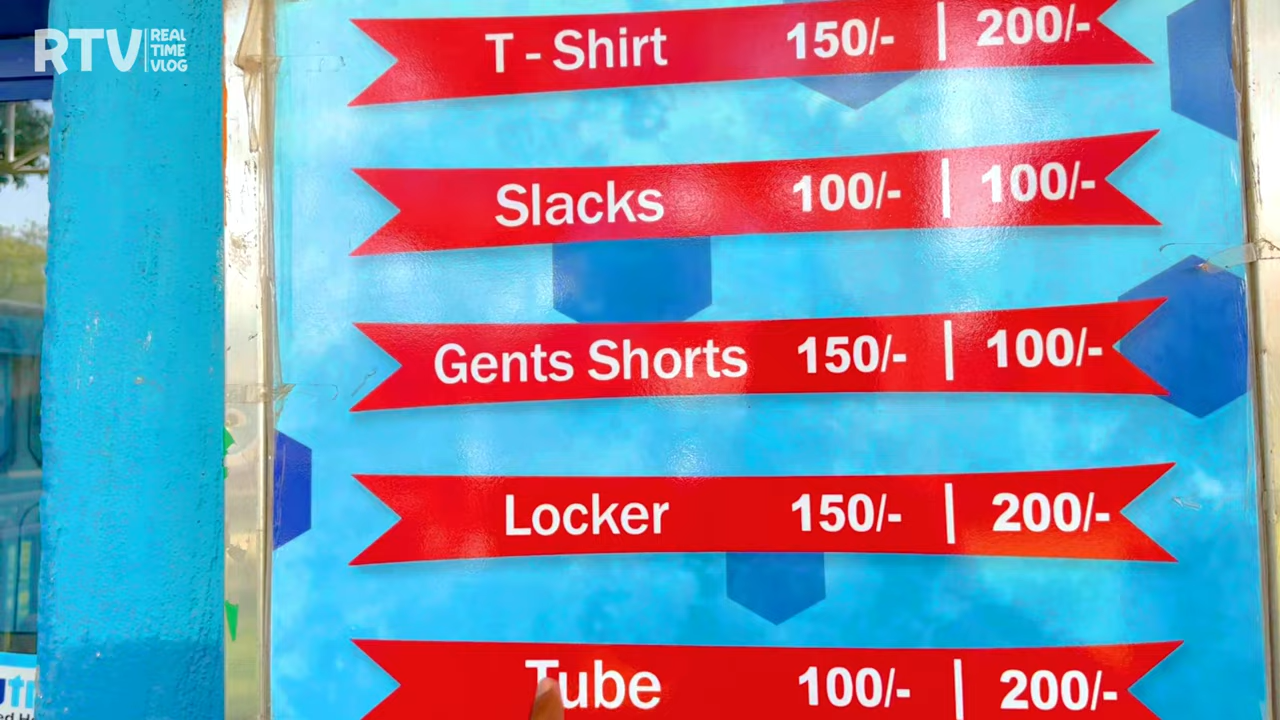 RTV REAL
TIME
VLOG
T - Shirt 150/- | 200/-
Slacks 100/- | 100/-
Gents Shorts 150/- | 100/-
Locker 150/- | 200/-
Tube 100/- | 200/-